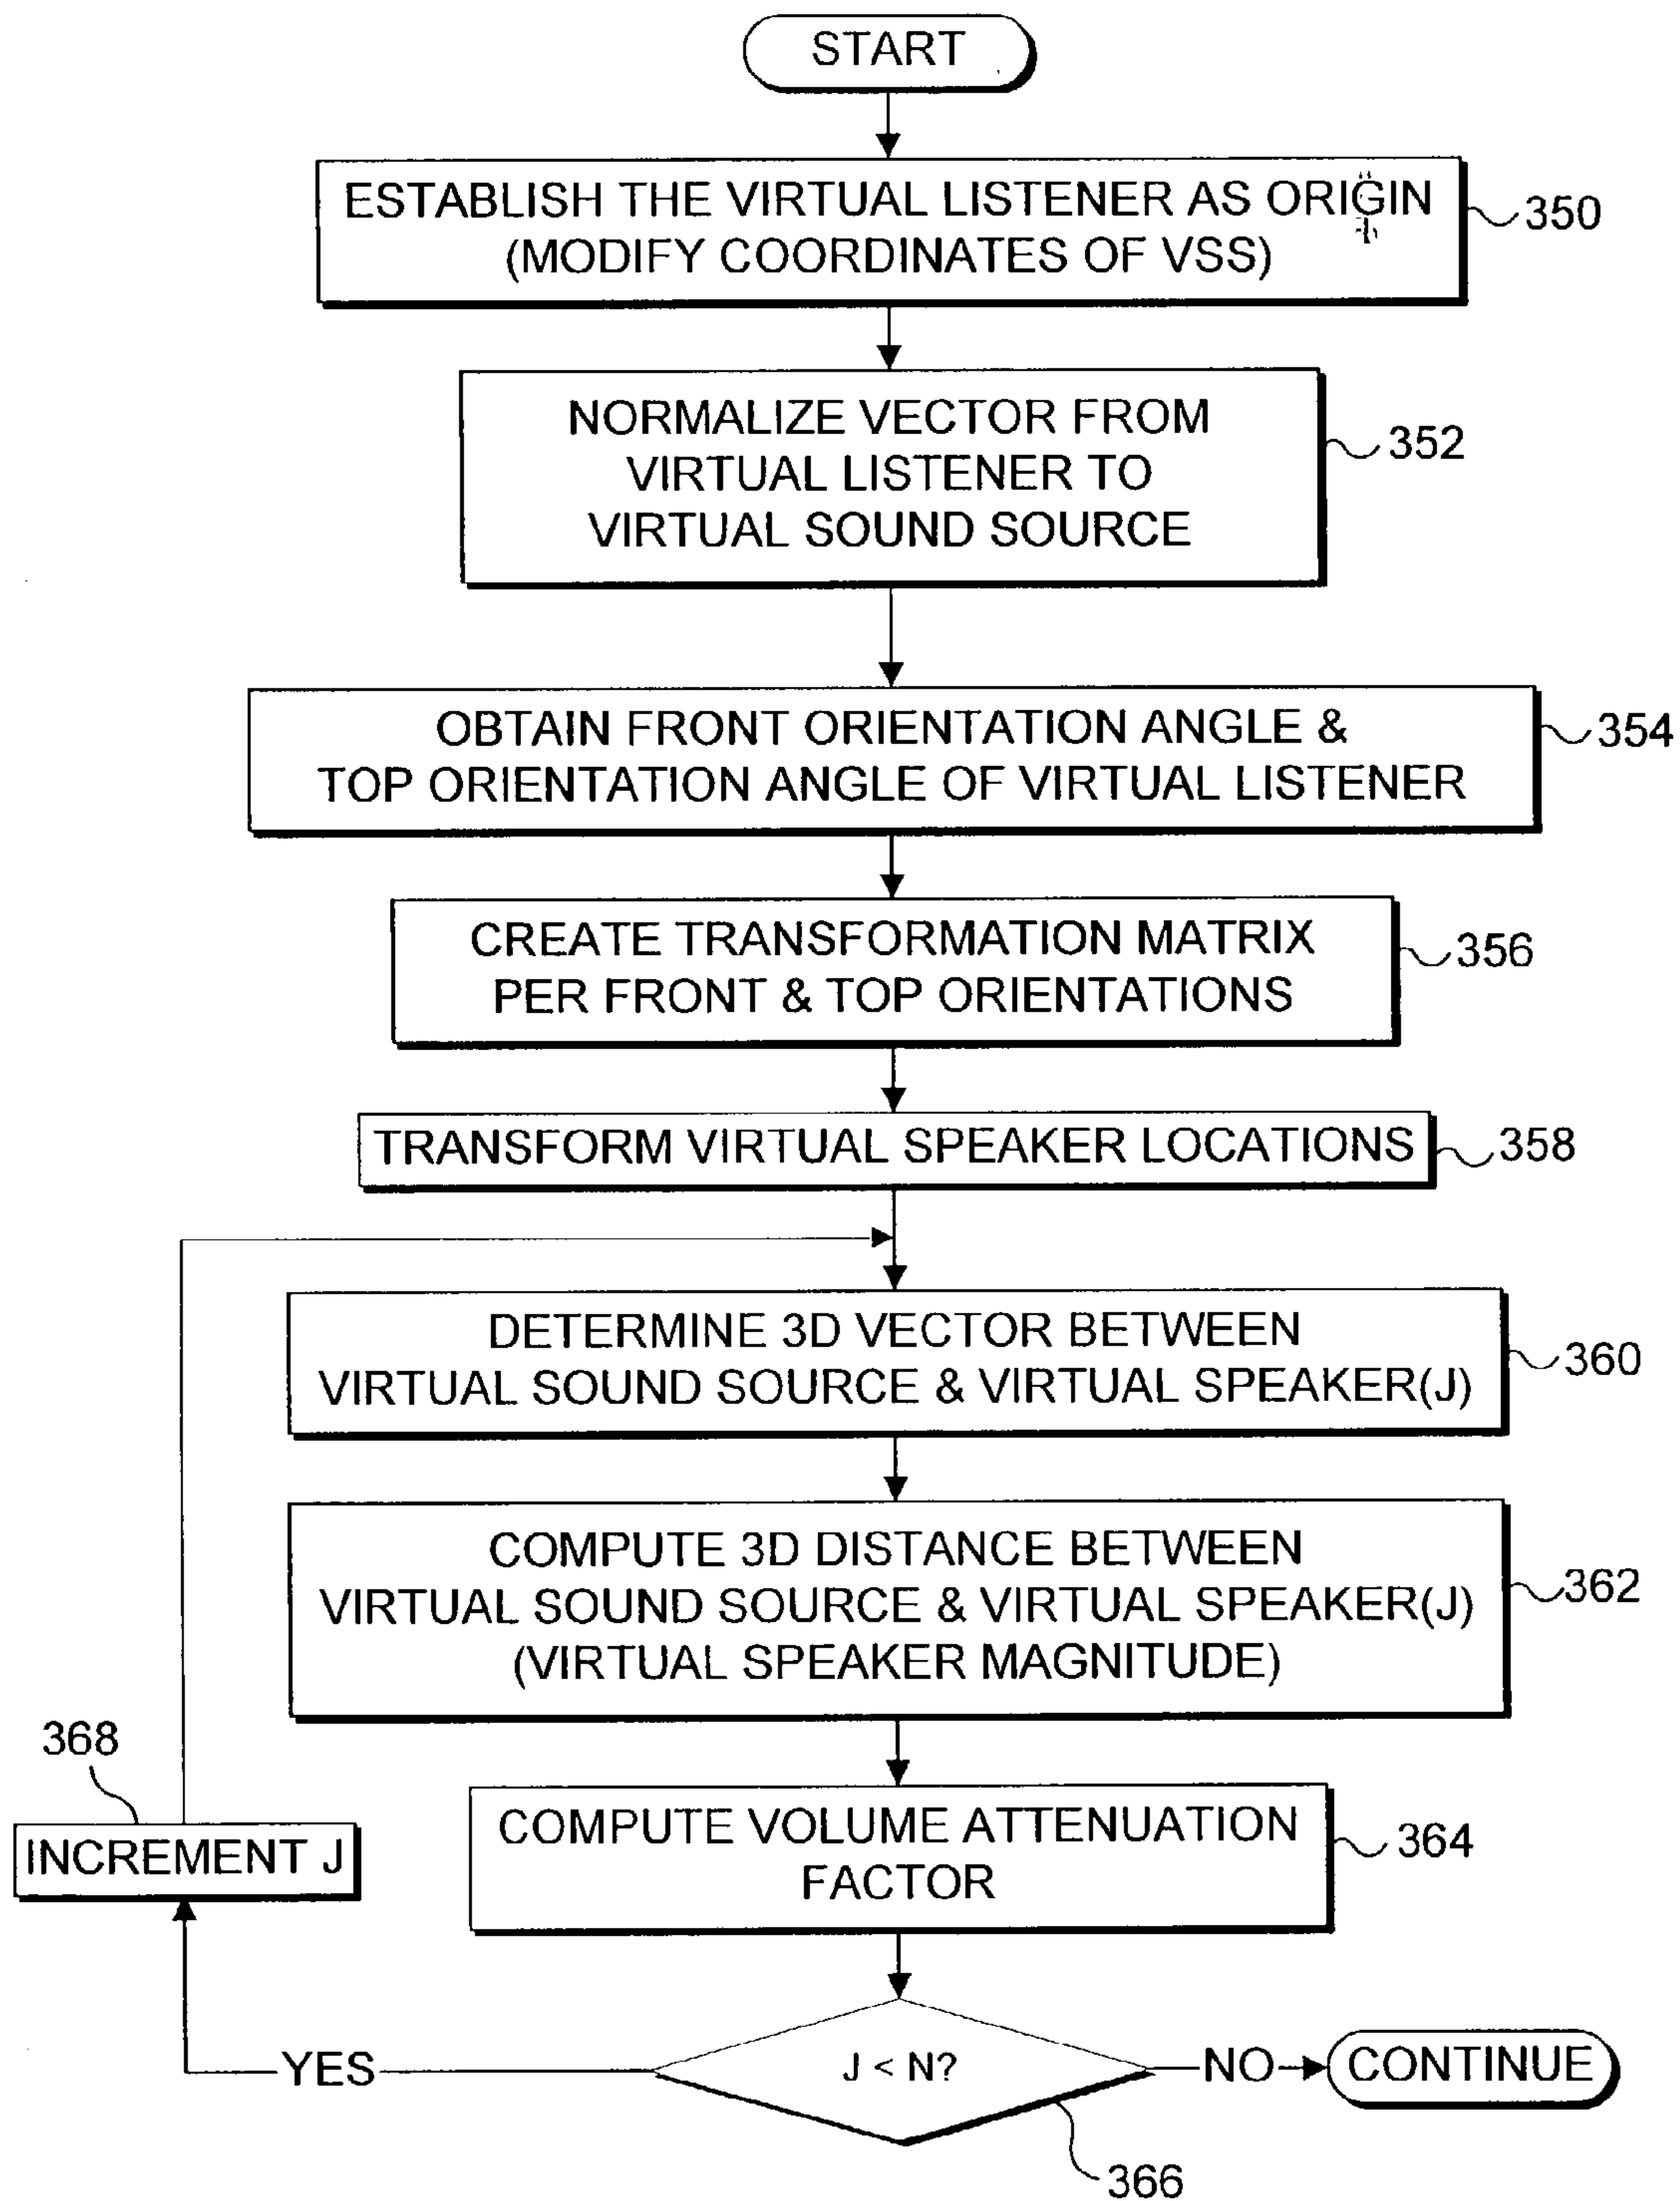 START
ESTABLISH THE VIRTUAL LISTENER AS ORIGIN
(MODIFY COORDINATES OF VSS)
350
NORMALIZE VECTOR FROM
VIRTUAL LISTENER TO
VIRTUAL SOUND SOURCE
352
OBTAIN FRONT ORIENTATION ANGLE &
TOP ORIENTATION ANGLE OF VIRTUAL LISTENER
354
CREATE TRANSFORMATION MATRIX
PER FRONT & TOP ORIENTATIONS
356
TRANSFORM VIRTUAL SPEAKER LOCATIONS
358
DETERMINE 3D VECTOR BETWEEN
VIRTUAL SOUND SOURCE & VIRTUAL SPEAKER(J)
360
COMPUTE 3D DISTANCE BETWEEN
VIRTUAL SOUND SOURCE & VIRTUAL SPEAKER(J)
(VIRTUAL SPEAKER MAGNITUDE)
362
368
INCREMENT J
COMPUTE VOLUME ATTENUATION
FACTOR
364
YES
J < N?
NO
CONTINUE
366